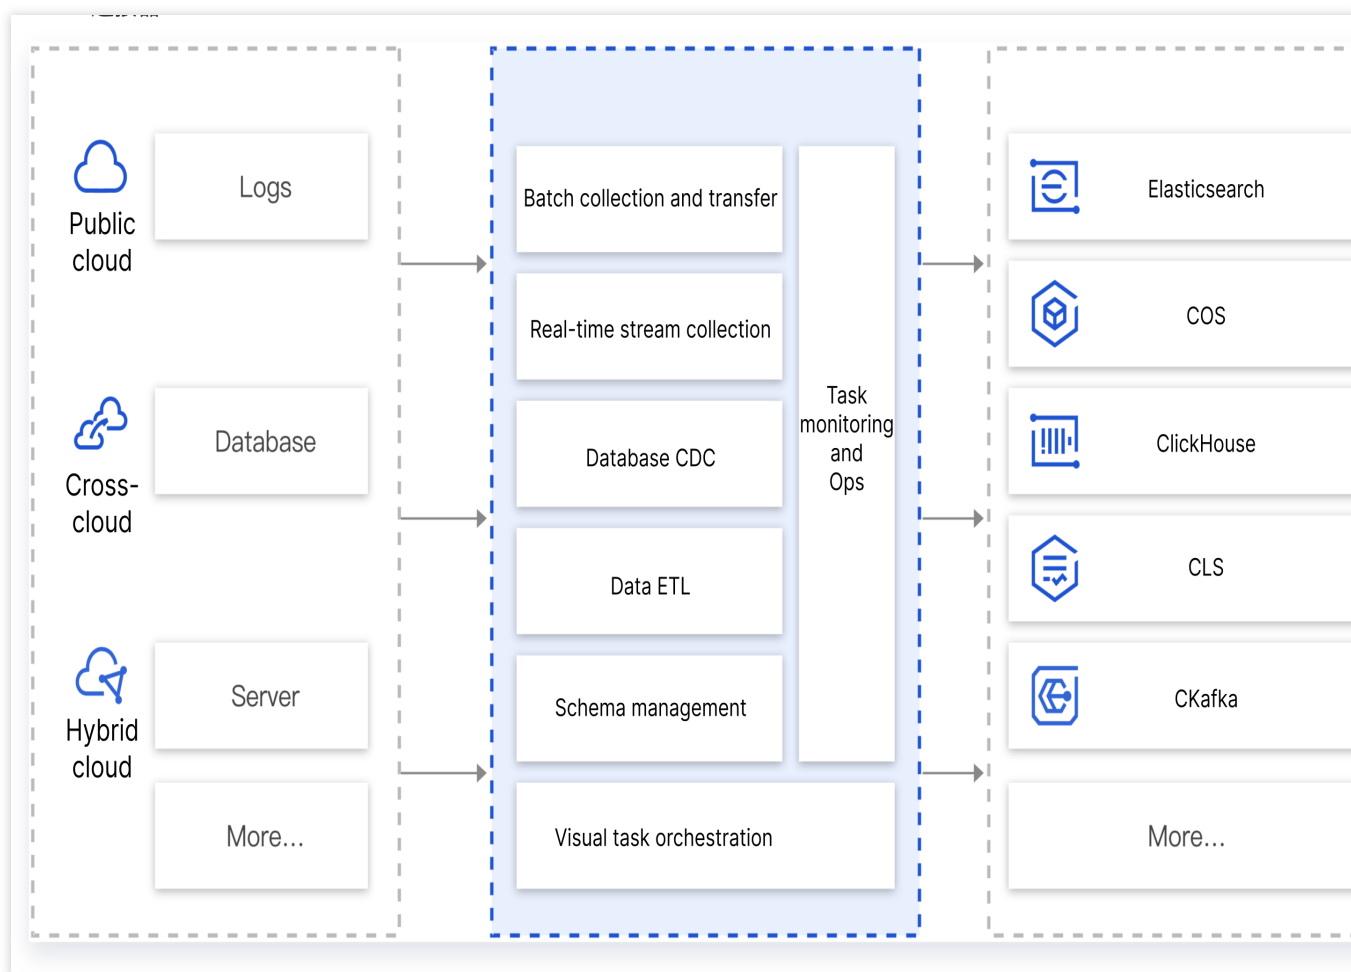 Public
cloud
Logs
Cross-
cloud
Database
Hybrid
cloud
Server
More...
Batch collection and transfer
Real-time stream collection
Database CDC
Data ETL
Schema management
Task
monitoring
and
Ops
Visual task orchestration
Elasticsearch
COS
ClickHouse
CLS
CKafka
More...